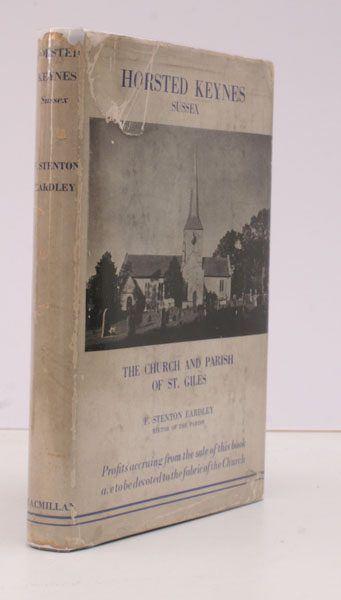 HORSTED KEYNES
SUSSEX
THE CHURCH AND PARISH
OF ST. GILES
F. STENTON EARDLEY
RECTOR OF THE PARISH
Profits accruing from the sale of this book
are to be devoted to the fabric of the Church
HORSTED
KEYNES
Sussex
F. STENTON
EARDLEY
MACMILLAN